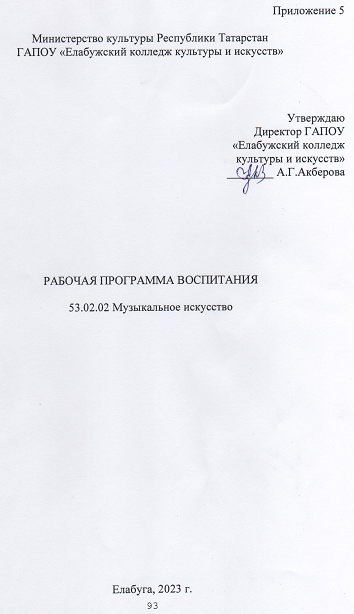 Приложение 5
Министерство культуры Республики Татарстан
ГАПОУ «Елабужский колледж культуры и искусств»
Утверждаю
Директор ГАПОУ
«Елабужский колледж
культуры и искусств»
А.Г.Акберова
РАБОЧАЯ ПРОГРАММА ВОСПИТАНИЯ
53.02.02 Музыкальное искусство
Елабуга, 2023 г.
93